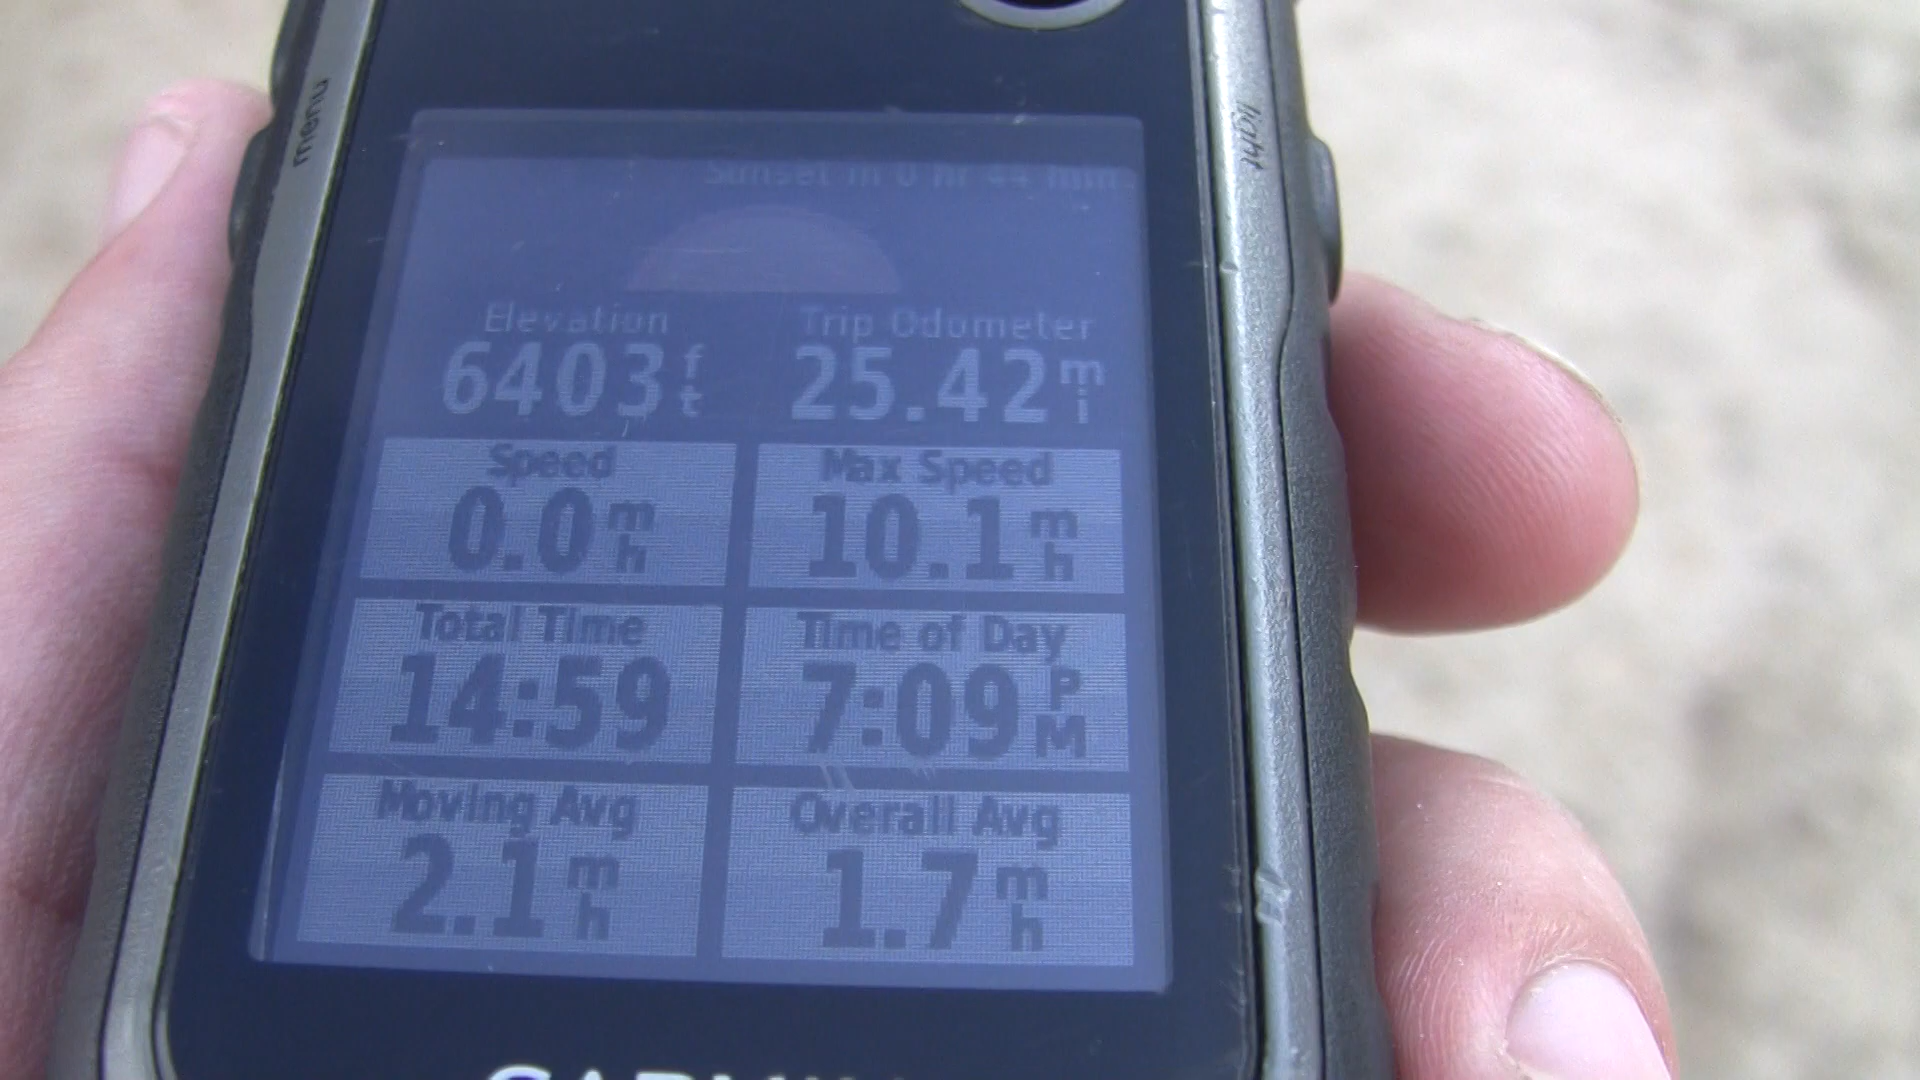 menu
light
Sunset in 0 hr 44 min.
Elevation
6403 ft
Trip Odometer
25.42 mi
Speed
0.0 mh
Max Speed
10.1 mh
Total Time
14:59
Time of Day
7:09 PM
Moving Avg
2.1 mh
Overall Avg
1.7 mh
GARMIN